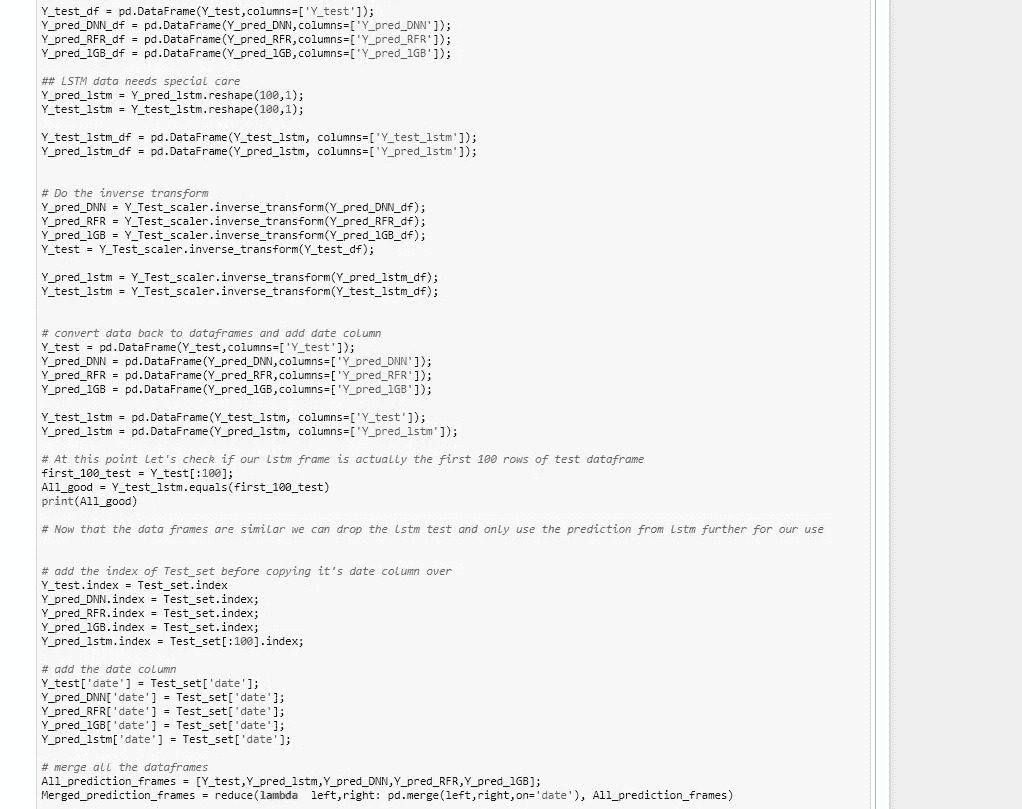 Y_test_df = pd.DataFrame(Y_test,columns=['Y_test']);
Y_pred_DNN_df = pd.DataFrame(Y_pred_DNN,columns=['Y_pred_DNN']);
Y_pred_RFR_df = pd.DataFrame(Y_pred_RFR,columns=['Y_pred_RFR']);
Y_pred_lGB_df = pd.DataFrame(Y_pred_lGB,columns=['Y_pred_lGB']);
## LSTM data needs special care
Y_pred_lstm = Y_pred_lstm.reshape(100,1);
Y_test_lstm = Y_test_lstm.reshape(100,1);
Y_test_lstm_df = pd.DataFrame(Y_test_lstm, columns=['Y_test_lstm']);
Y_pred_lstm_df = pd.DataFrame(Y_pred_lstm, columns=['Y_pred_lstm']);
# Do the inverse transform
Y_pred_DNN = Y_Test_scaler.inverse_transform(Y_pred_DNN_df);
Y_pred_RFR = Y_Test_scaler.inverse_transform(Y_pred_RFR_df);
Y_pred_lGB = Y_Test_scaler.inverse_transform(Y_pred_lGB_df);
Y_test = Y_Test_scaler.inverse_transform(Y_test_df);
Y_pred_lstm = Y_Test_scaler.inverse_transform(Y_pred_lstm_df);
Y_test_lstm = Y_Test_scaler.inverse_transform(Y_test_lstm_df);
# convert data back to dataframes and add date column
Y_test = pd.DataFrame(Y_test,columns=['Y_test']);
Y_pred_DNN = pd.DataFrame(Y_pred_DNN,columns=['Y_pred_DNN']);
Y_pred_RFR = pd.DataFrame(Y_pred_RFR,columns=['Y_pred_RFR']);
Y_pred_lGB = pd.DataFrame(Y_pred_lGB,columns=['Y_pred_lGB']);
Y_test_lstm = pd.DataFrame(Y_test_lstm, columns=['Y_test']);
Y_pred_lstm = pd.DataFrame(Y_pred_lstm, columns=['Y_pred_lstm']);
# At this point let's check if our lstm frame is actually the first 100 rows of test dataframe
first_100_test = Y_test[:100];
All_good = Y_test_lstm.equals(first_100_test)
print(All_good)
# Now that the data frames are similar we can drop the lstm test and only use the prediction from lstm further for our use
# add the index of Test_set before copying it's date column over
Y_test.index = Test_set.index
Y_pred_DNN.index = Test_set.index;
Y_pred_RFR.index = Test_set.index;
Y_pred_lGB.index = Test_set.index;
Y_pred_lstm.index = Test_set[:100].index;
# add the date column
Y_test['date'] = Test_set['date'];
Y_pred_DNN['date'] = Test_set['date'];
Y_pred_RFR['date'] = Test_set['date'];
Y_pred_lGB['date'] = Test_set['date'];
Y_pred_lstm['date'] = Test_set['date'];
# merge all the dataframes
All_prediction_frames = [Y_test,Y_pred_lstm,Y_pred_DNN,Y_pred_RFR,Y_pred_lGB];
Merged_prediction_frames = reduce(lambda  left,right: pd.merge(left,right,on='date'), All_prediction_frames)